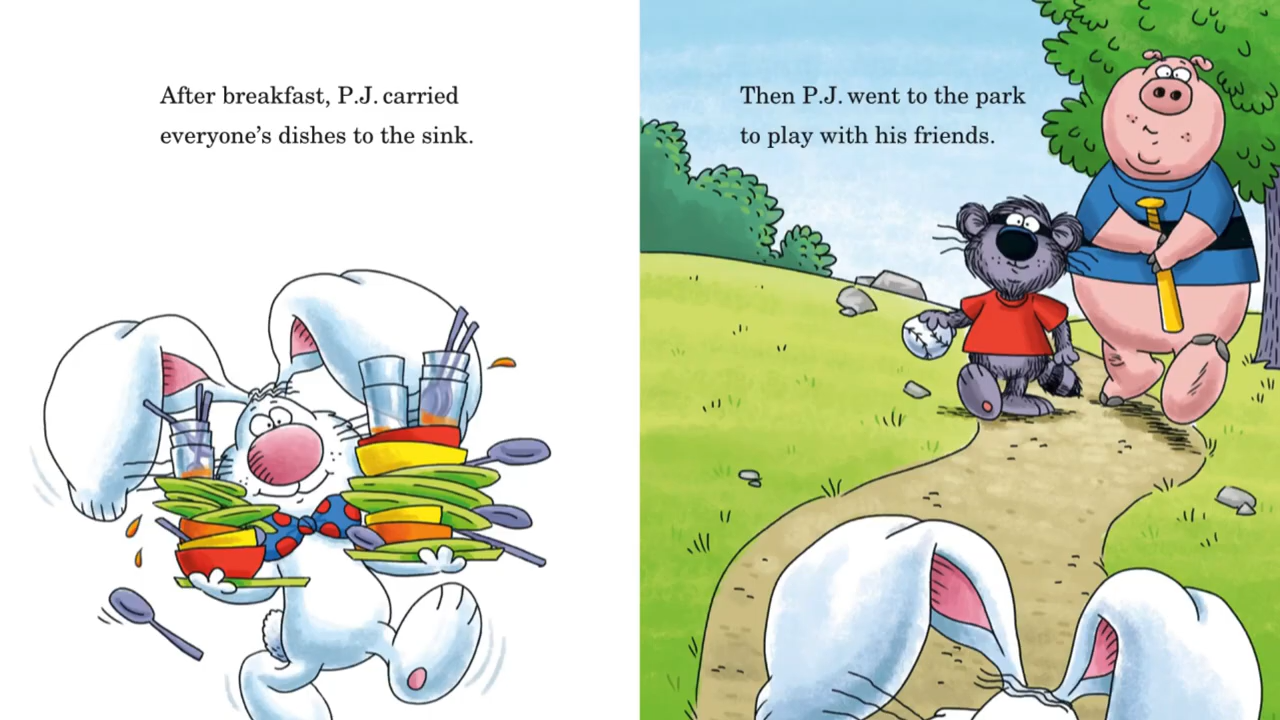 After breakfast, P.J. carried
everyone's dishes to the sink.
Then P.J. went to the park
to play with his friends.